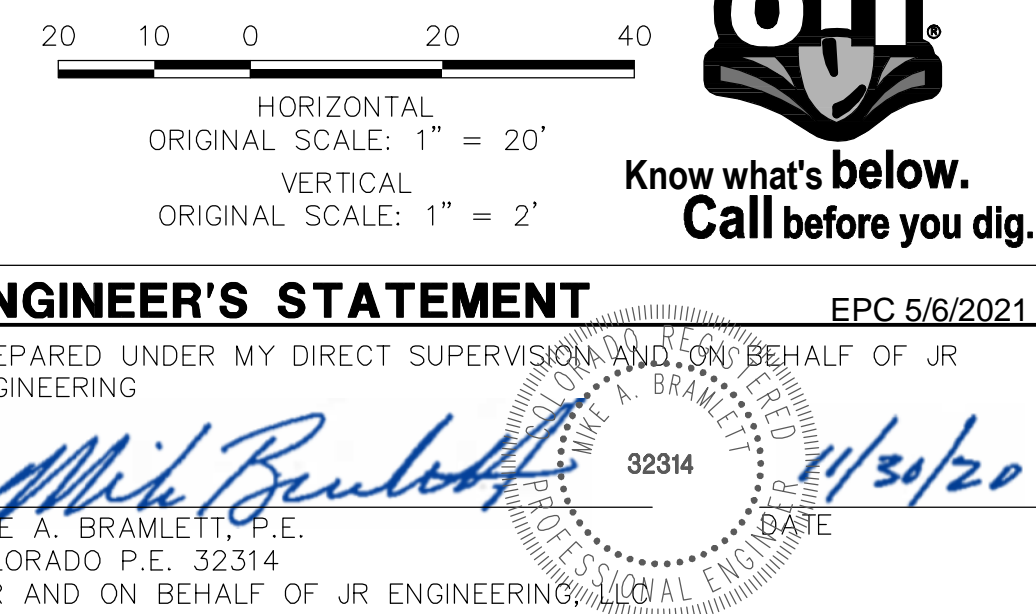 20 10 0 20 40
HORIZONTAL
ORIGINAL SCALE: 1" = 20'
VERTICAL
ORIGINAL SCALE: 1" = 2'
811®
Know what's below.
Call before you dig.
NGINEER'S STATEMENT
EPC 5/6/2021
EPARED UNDER MY DIRECT SUPERVISION AND ON BEHALF OF JR
GINEERING
Mike Bramlett
COLORADO REGISTERED
MIKE A. BRAMLETT
32314
PROFESSIONAL ENGINEER
11/30/20
E A. BRAMLETT, P.E.
DATE
LORADO P.E. 32314
R AND ON BEHALF OF JR ENGINEERING, LLC